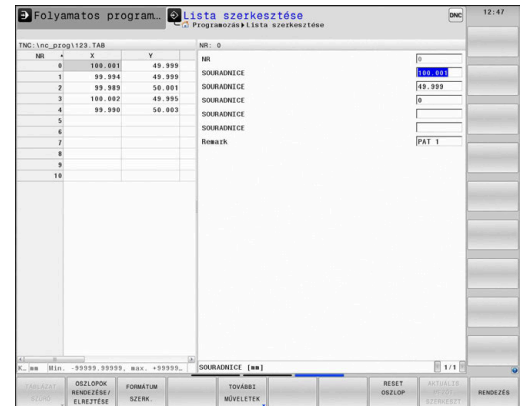 Folyamatos program…
Lista szerkesztése
Programozás▸Lista szerkesztése
DNC
12:47
TNC:\nc_prog\123.TAB
NR X Y
0 100.001 49.999
1 99.994 49.999
2 99.989 50.001
3 100.002 49.995
4 99.990 50.003
5
6
7
8
9
10
NR: 0
NR 0
SOURADNICE 100.001
SOURADNICE 49.999
SOURADNICE 0
SOURADNICE
SOURADNICE
Remark PAT 1
K… mm Min. -99999.99999, max. +99999…
SOURADNICE [mm]
1/1
OSZLOPOK
RENDEZÉSE/
ELREJTÉSE
FORMÁTUM
SZERK.
TOVÁBBI
MŰVELETEK
RESET
OSZLOP
AKTUÁLIS
MEZŐT
SZERKESZT
RENDEZÉS